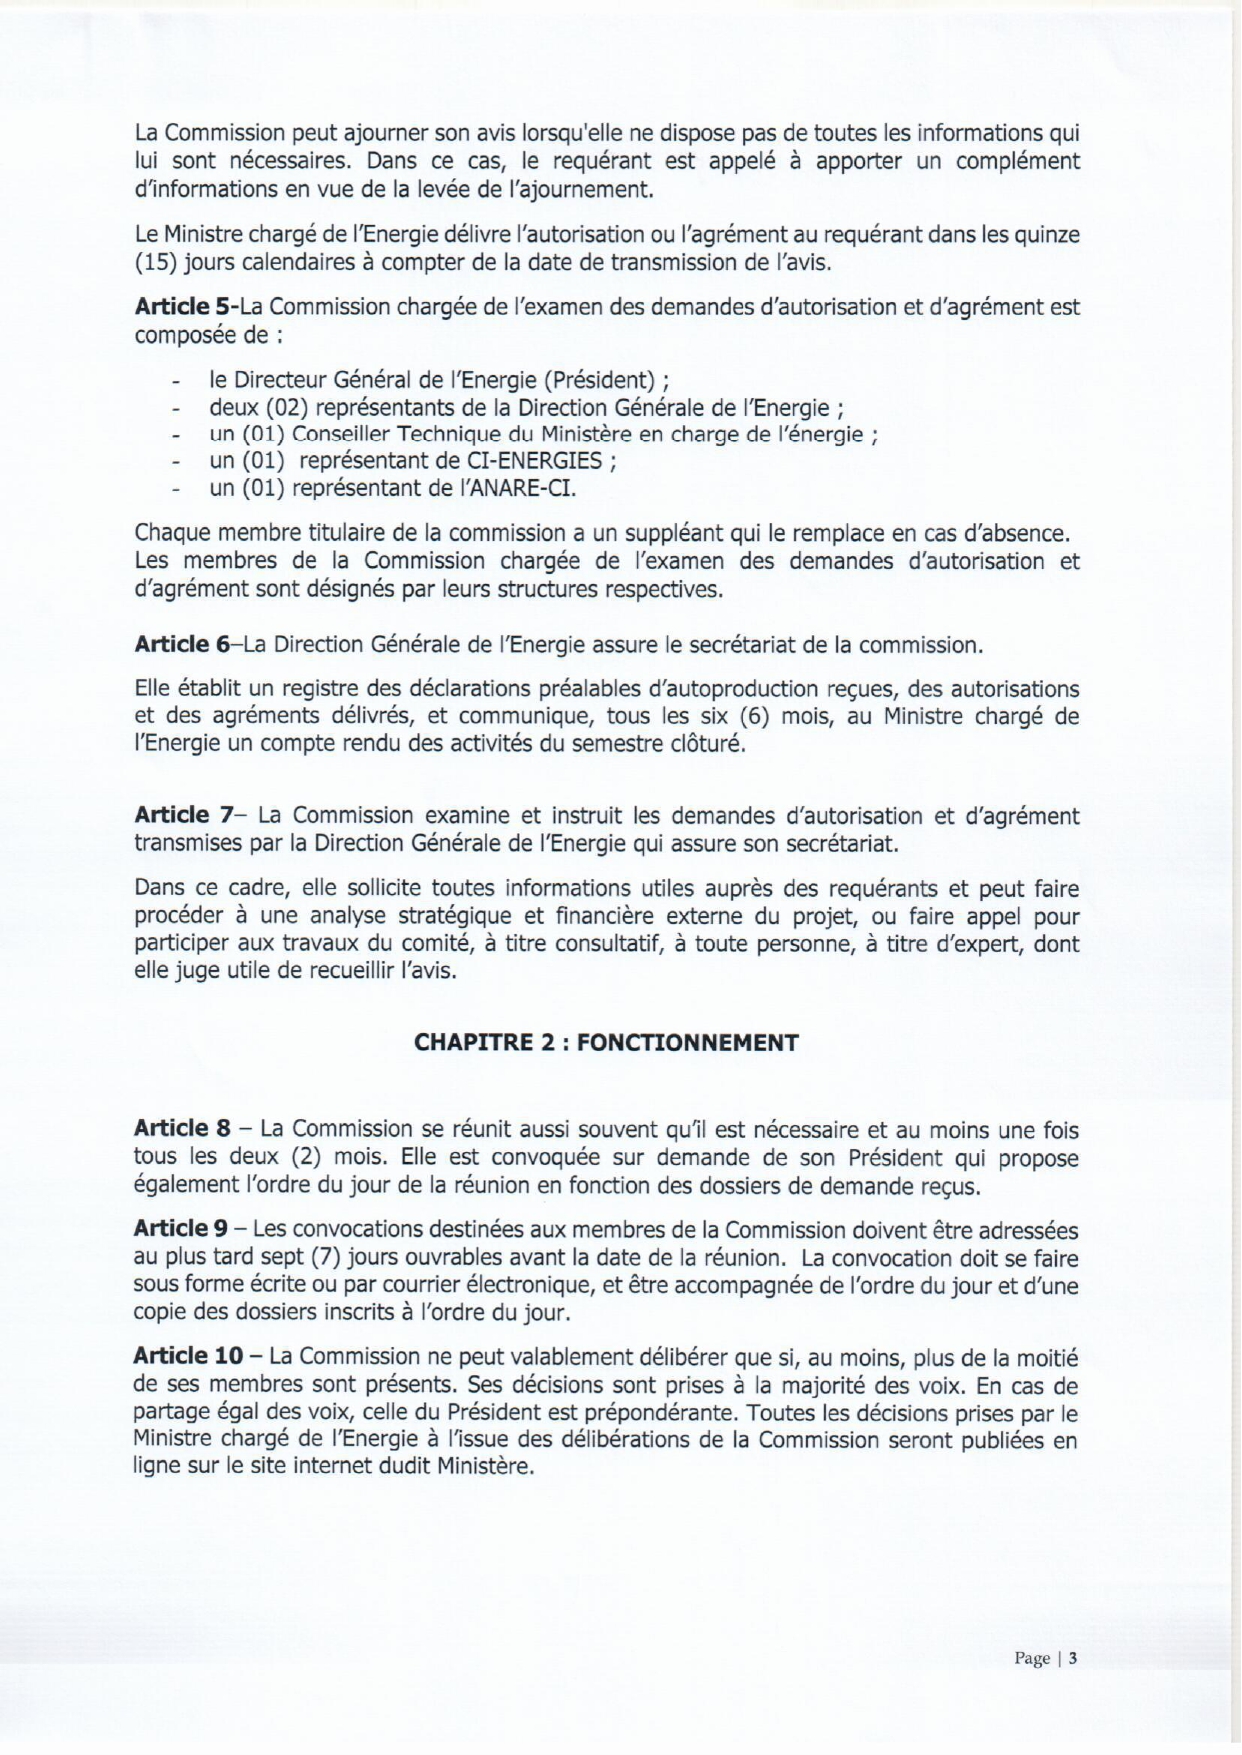 La Commission peut ajourner son avis lorsqu'elle ne dispose pas de toutes les informations qui
lui sont nécessaires. Dans ce cas, le requérant est appelé à apporter un complément
d'informations en vue de la levée de l'ajournement.
Le Ministre chargé de l'Energie délivre l'autorisation ou l'agrément au requérant dans les quinze
(15) jours calendaires à compter de la date de transmission de l'avis.
Article 5-La Commission chargée de l'examen des demandes d'autorisation et d'agrément est
composée de :
- le Directeur Général de l'Energie (Président) ;
- deux (02) représentants de la Direction Générale de l'Energie ;
- un (01) Conseiller Technique du Ministère en charge de l'énergie ;
- un (01) représentant de CI-ENERGIES ;
- un (01) représentant de l'ANARE-CI.
Chaque membre titulaire de la commission a un suppléant qui le remplace en cas d'absence.
Les membres de la Commission chargée de l'examen des demandes d'autorisation et
d'agrément sont désignés par leurs structures respectives.
Article 6–La Direction Générale de l'Energie assure le secrétariat de la commission.
Elle établit un registre des déclarations préalables d'autoproduction reçues, des autorisations
et des agréments délivrés, et communique, tous les six (6) mois, au Ministre chargé de
l'Energie un compte rendu des activités du semestre clôturé.
Article 7– La Commission examine et instruit les demandes d'autorisation et d'agrément
transmises par la Direction Générale de l'Energie qui assure son secrétariat.
Dans ce cadre, elle sollicite toutes informations utiles auprès des requérants et peut faire
procéder à une analyse stratégique et financière externe du projet, ou faire appel pour
participer aux travaux du comité, à titre consultatif, à toute personne, à titre d'expert, dont
elle juge utile de recueillir l'avis.
CHAPITRE 2 : FONCTIONNEMENT
Article 8 – La Commission se réunit aussi souvent qu'il est nécessaire et au moins une fois
tous les deux (2) mois. Elle est convoquée sur demande de son Président qui propose
également l'ordre du jour de la réunion en fonction des dossiers de demande reçus.
Article 9 – Les convocations destinées aux membres de la Commission doivent être adressées
au plus tard sept (7) jours ouvrables avant la date de la réunion. La convocation doit se faire
sous forme écrite ou par courrier électronique, et être accompagnée de l'ordre du jour et d'une
copie des dossiers inscrits à l'ordre du jour.
Article 10 – La Commission ne peut valablement délibérer que si, au moins, plus de la moitié
de ses membres sont présents. Ses décisions sont prises à la majorité des voix. En cas de
partage égal des voix, celle du Président est prépondérante. Toutes les décisions prises par le
Ministre chargé de l'Energie à l'issue des délibérations de la Commission seront publiées en
ligne sur le site internet dudit Ministère.
Page | 3